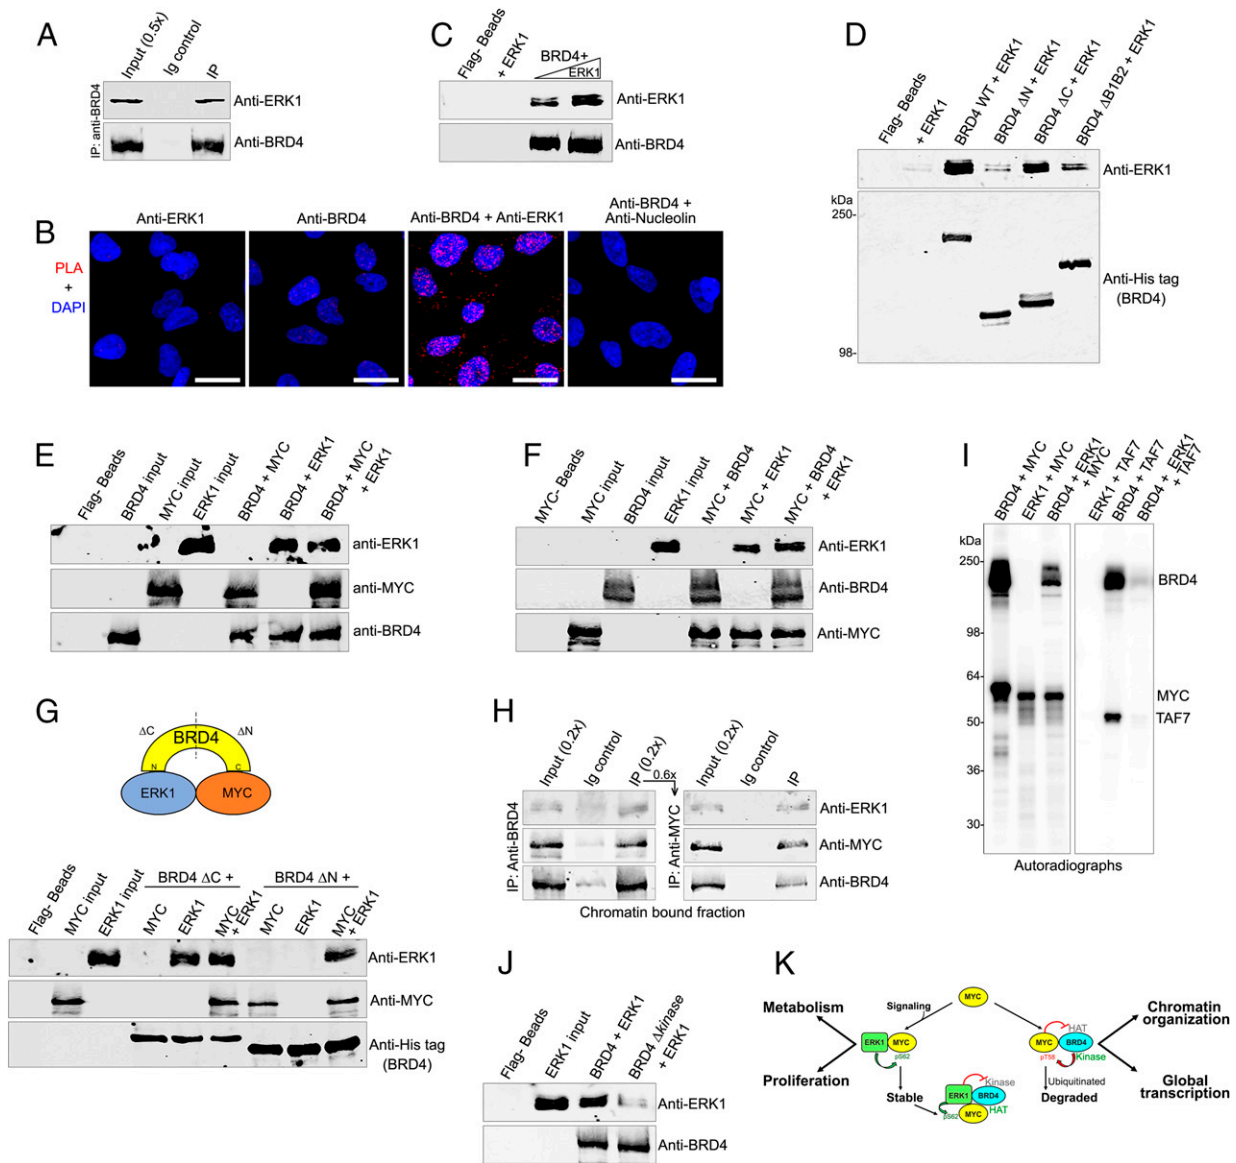 A
Input (0.5x)
Ig control
IP
IP: anti-BRD4
Anti-ERK1
Anti-BRD4
B
Anti-ERK1
Anti-BRD4
Anti-BRD4 + Anti-ERK1
Anti-BRD4 +
Anti-Nucleolin
PLA
+
DAPI
C
Flag- Beads
+ ERK1
BRD4+
ERK1
Anti-ERK1
Anti-BRD4
D
Flag- Beads
+ ERK1
BRD4 WT + ERK1
BRD4 ΔN + ERK1
BRD4 ΔC + ERK1
BRD4 ΔB1B2 + ERK1
Anti-ERK1
kDa
250-
98-
Anti-His tag
(BRD4)
E
Flag- Beads
BRD4 input
MYC input
ERK1 input
BRD4 + MYC
BRD4 + ERK1
BRD4 + MYC
+ ERK1
anti-ERK1
anti-MYC
anti-BRD4
F
MYC- Beads
MYC input
BRD4 input
ERK1 input
MYC + BRD4
MYC + ERK1
MYC + BRD4
+ ERK1
Anti-ERK1
Anti-BRD4
Anti-MYC
I
BRD4 + MYC
ERK1 + MYC
BRD4 + ERK1
+ MYC
ERK1 + TAF7
BRD4 + TAF7
BRD4 + ERK1
+ TAF7
kDa
250-
98-
64-
50-
36-
30-
BRD4
MYC
TAF7
Autoradiographs
G
ΔC
BRD4
ΔN
N
C
ERK1
MYC
Flag- Beads
MYC input
ERK1 input
BRD4 ΔC +
MYC
ERK1
MYC
+ ERK1
BRD4 ΔN +
MYC
ERK1
MYC
+ ERK1
Anti-ERK1
Anti-MYC
Anti-His tag
(BRD4)
H
Input (0.2x)
Ig control
IP (0.2x)
0.6x
Input (0.2x)
Ig control
IP
IP: Anti-BRD4
IP: Anti-MYC
Anti-ERK1
Anti-MYC
Anti-BRD4
Chromatin bound fraction
J
Flag- Beads
ERK1 input
BRD4 + ERK1
BRD4 Δkinase
+ ERK1
Anti-ERK1
Anti-BRD4
K
MYC
Signaling
Metabolism
Proliferation
ERK1
MYC
pS62
Stable
Kinase
ERK1
BRD4
pS62
MYC
HAT
HAT
MYC
BRD4
pT58
Kinase
Ubiquitinated
Degraded
Chromatin
organization
Global
transcription